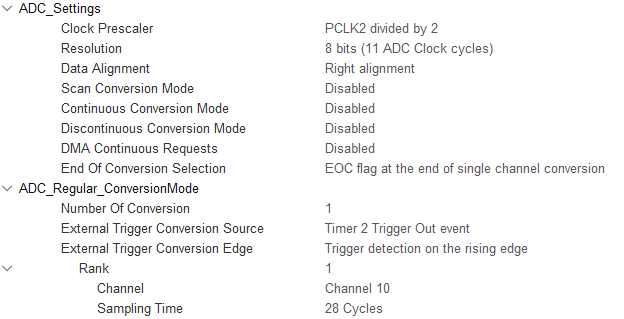 ADC_Settings
Clock Prescaler PCLK2 divided by 2
Resolution 8 bits (11 ADC Clock cycles)
Data Alignment Right alignment
Scan Conversion Mode Disabled
Continuous Conversion Mode Disabled
Discontinuous Conversion Mode Disabled
DMA Continuous Requests Disabled
End Of Conversion Selection EOC flag at the end of single channel conversion
ADC_Regular_ConversionMode
Number Of Conversion 1
External Trigger Conversion Source Timer 2 Trigger Out event
External Trigger Conversion Edge Trigger detection on the rising edge
Rank 1
Channel Channel 10
Sampling Time 28 Cycles